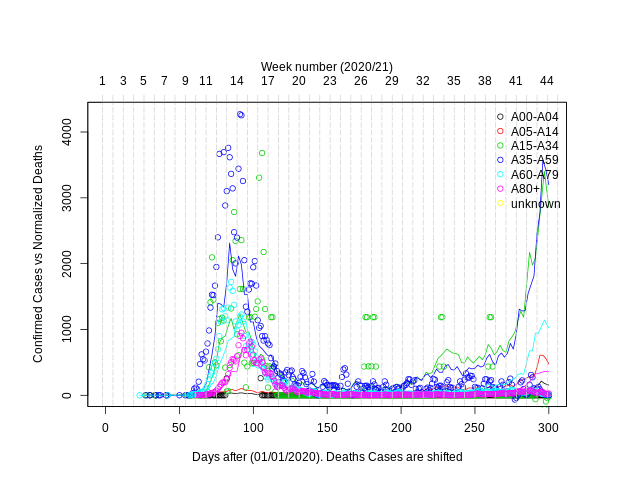 Week number (2020/21)
1 3 5 7 9 11 14 17 20 23 26 29 32 35 38 41 44
A00-A04
A05-A14
A15-A34
A35-A59
A60-A79
A80+
unknown
Confirmed Cases vs Normalized Deaths
4000
3000
2000
1000
0
0 50 100 150 200 250 300
Days after (01/01/2020). Deaths Cases are shifted